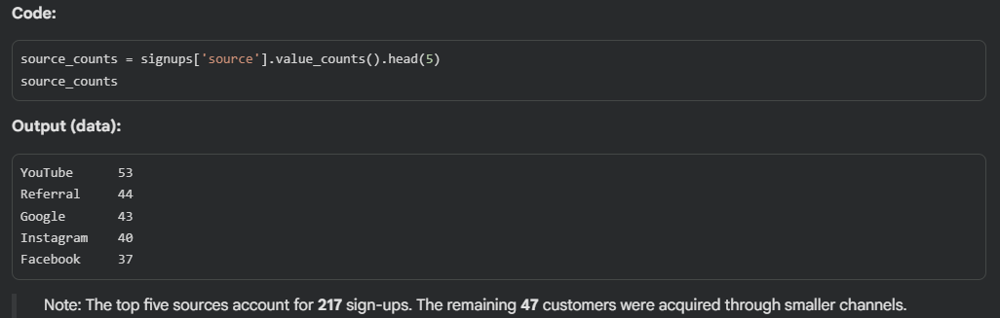 Code:
source_counts = signups['source'].value_counts().head(5)
source_counts
Output (data):
YouTube 53
Referral 44
Google 43
Instagram 40
Facebook 37
Note: The top five sources account for 217 sign-ups. The remaining 47 customers were acquired through smaller channels.